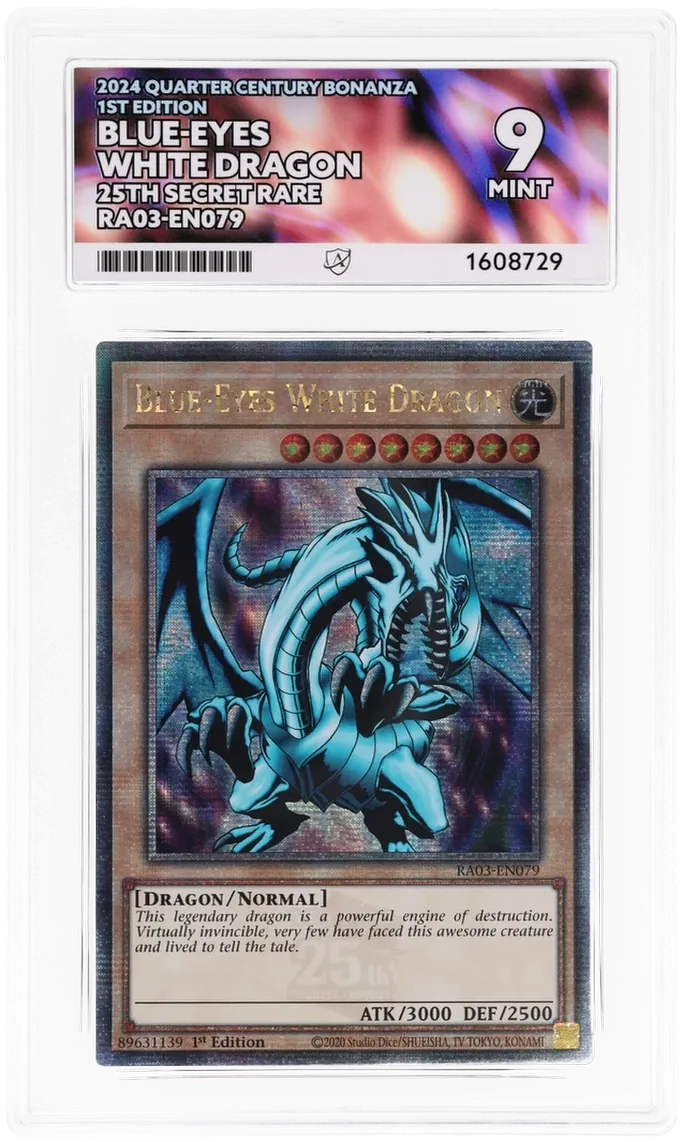 2024 QUARTER CENTURY BONANZA
1ST EDITION
BLUE-EYES
WHITE DRAGON
25TH SECRET RARE
RA03-EN079
9
MINT
1608729
Blue-Eyes White Dragon
LIGHT
光
RA03-EN079
[Dragon/Normal]
This legendary dragon is a powerful engine of destruction.
Virtually invincible, very few have faced this awesome creature
and lived to tell the tale.
25th
ATK/3000 DEF/2500
89631139 1st Edition
©2020 Studio Dice/SHUEISHA, TV TOKYO, KONAMI